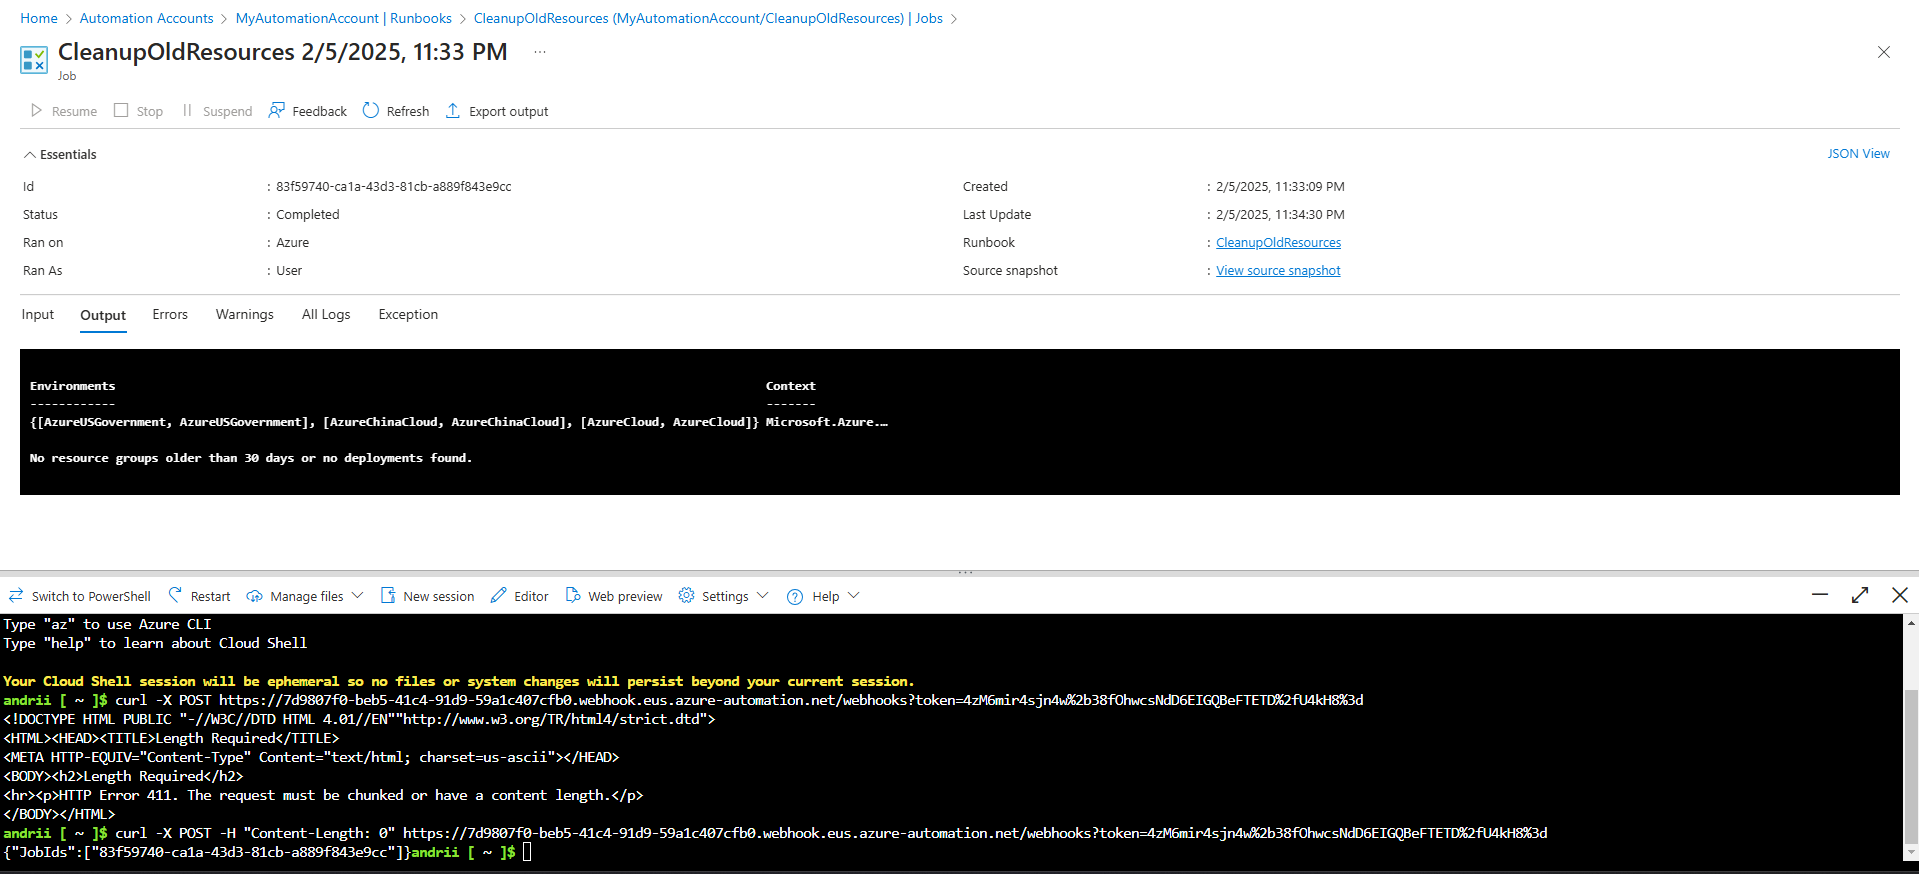 Home > Automation Accounts > MyAutomationAccount | Runbooks > CleanupOldResources (MyAutomationAccount/CleanupOldResources) | Jobs >
CleanupOldResources 2/5/2025, 11:33 PM ...
Job
Resume Stop Suspend Feedback Refresh Export output
Essentials JSON View
Id : 83f59740-ca1a-43d3-81cb-a889f843e9cc Created : 2/5/2025, 11:33:09 PM
Status : Completed Last Update : 2/5/2025, 11:34:30 PM
Ran on : Azure Runbook : CleanupOldResources
Ran As : User Source snapshot : View source snapshot
Input Output Errors Warnings All Logs Exception
Environments Context
------------ -------
{[AzureUSGovernment, AzureUSGovernment], [AzureChinaCloud, AzureChinaCloud], [AzureCloud, AzureCloud]} Microsoft.Azure.…
No resource groups older than 30 days or no deployments found.
Switch to PowerShell Restart Manage files New session Editor Web preview Settings Help
Type "az" to use Azure CLI
Type "help" to learn about Cloud Shell
Your Cloud Shell session will be ephemeral so no files or system changes will persist beyond your current session.
andrii [ ~ ]$ curl -X POST https://7d9807f0-beb5-41c4-91d9-59a1c407cfb0.webhook.eus.azure-automation.net/webhooks?token=4zM6mir4sjn4w%2b38fOhwcsNdD6EIGQBeFTETD%2fU4kH8%3d
<!DOCTYPE HTML PUBLIC "-//W3C//DTD HTML 4.01//EN""http://www.w3.org/TR/html4/strict.dtd">
<HTML><HEAD><TITLE>Length Required</TITLE>
<META HTTP-EQUIV="Content-Type" Content="text/html; charset=us-ascii"></HEAD>
<BODY><h2>Length Required</h2>
<hr><p>HTTP Error 411. The request must be chunked or have a content length.</p>
</BODY></HTML>
andrii [ ~ ]$ curl -X POST -H "Content-Length: 0" https://7d9807f0-beb5-41c4-91d9-59a1c407cfb0.webhook.eus.azure-automation.net/webhooks?token=4zM6mir4sjn4w%2b38fOhwcsNdD6EIGQBeFTETD%2fU4kH8%3d
{"JobIds":["83f59740-ca1a-43d3-81cb-a889f843e9cc"]}andrii [ ~ ]$